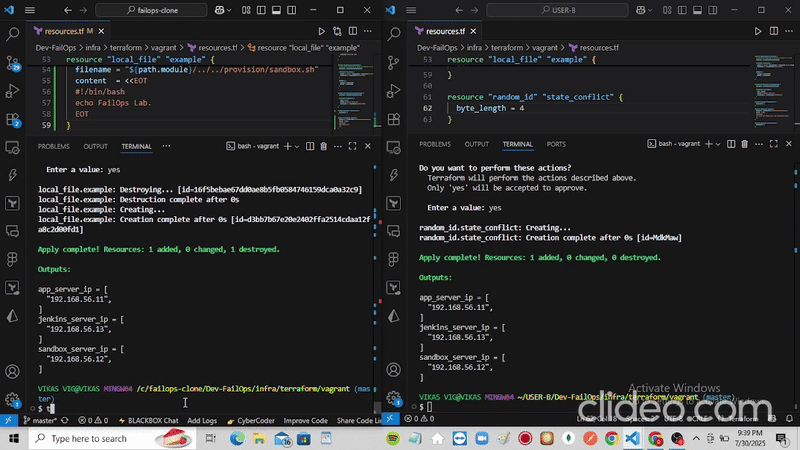 failops-clone
resources.tf M
Dev-FailOps > infra > terraform > vagrant > resources.tf > resource "local_file" "example"
53 resource "local_file" "example" {
54 filename = "${path.module}/../../provision/sandbox.sh"
55 content = <<EOT
56 #!/bin/bash
57 echo FailOps Lab.
58 EOT
59 }
PROBLEMS OUTPUT TERMINAL ... bash - vagrant
Enter a value: yes
local_file.example: Destroying... [id=16f5bebae67dd0ae8b5fb0584746159dca0a32c9]
local_file.example: Destruction complete after 0s
local_file.example: Creating...
local_file.example: Creation complete after 0s [id=d3bb7b67e20e2402ffa2514cdaa12f
a8c2d00fd1]
Apply complete! Resources: 1 added, 0 changed, 1 destroyed.
Outputs:
app_server_ip = [
"192.168.56.11",
]
jenkins_server_ip = [
"192.168.56.13",
]
sandbox_server_ip = [
"192.168.56.12",
]
VIKAS VIG@VIKAS MINGW64 /c/failops-clone/Dev-FailOps/infra/terraform/vagrant (mas
ter)
$ t
master* 0 0 BLACKBOX Chat Add Logs CyberCoder Improve Code Share Code Lin
USER-B
resources.tf
Dev-FailOps > infra > terraform > vagrant > resources.tf
53 resource "local_file" "example" {
60 }
61 resource "random_id" "state_conflict" {
62 byte_length = 4
63 }
PROBLEMS OUTPUT TERMINAL PORTS bash - vagrant
Do you want to perform these actions?
Terraform will perform the actions described above.
Only 'yes' will be accepted to approve.
Enter a value: yes
random_id.state_conflict: Creating...
random_id.state_conflict: Creation complete after 0s [id=MdkMaw]
Apply complete! Resources: 1 added, 0 changed, 0 destroyed.
Outputs:
app_server_ip = [
"192.168.56.11",
]
jenkins_server_ip = [
"192.168.56.13",
]
sandbox_server_ip = [
"192.168.56.12",
]
VIKAS VIG@VIKAS MINGW64 ~/USER-B/Dev-FailOps/infra/terraform/vagrant (master)
$
Activate Windows
clideo.com
Type here to search
9:39 PM
7/30/2025